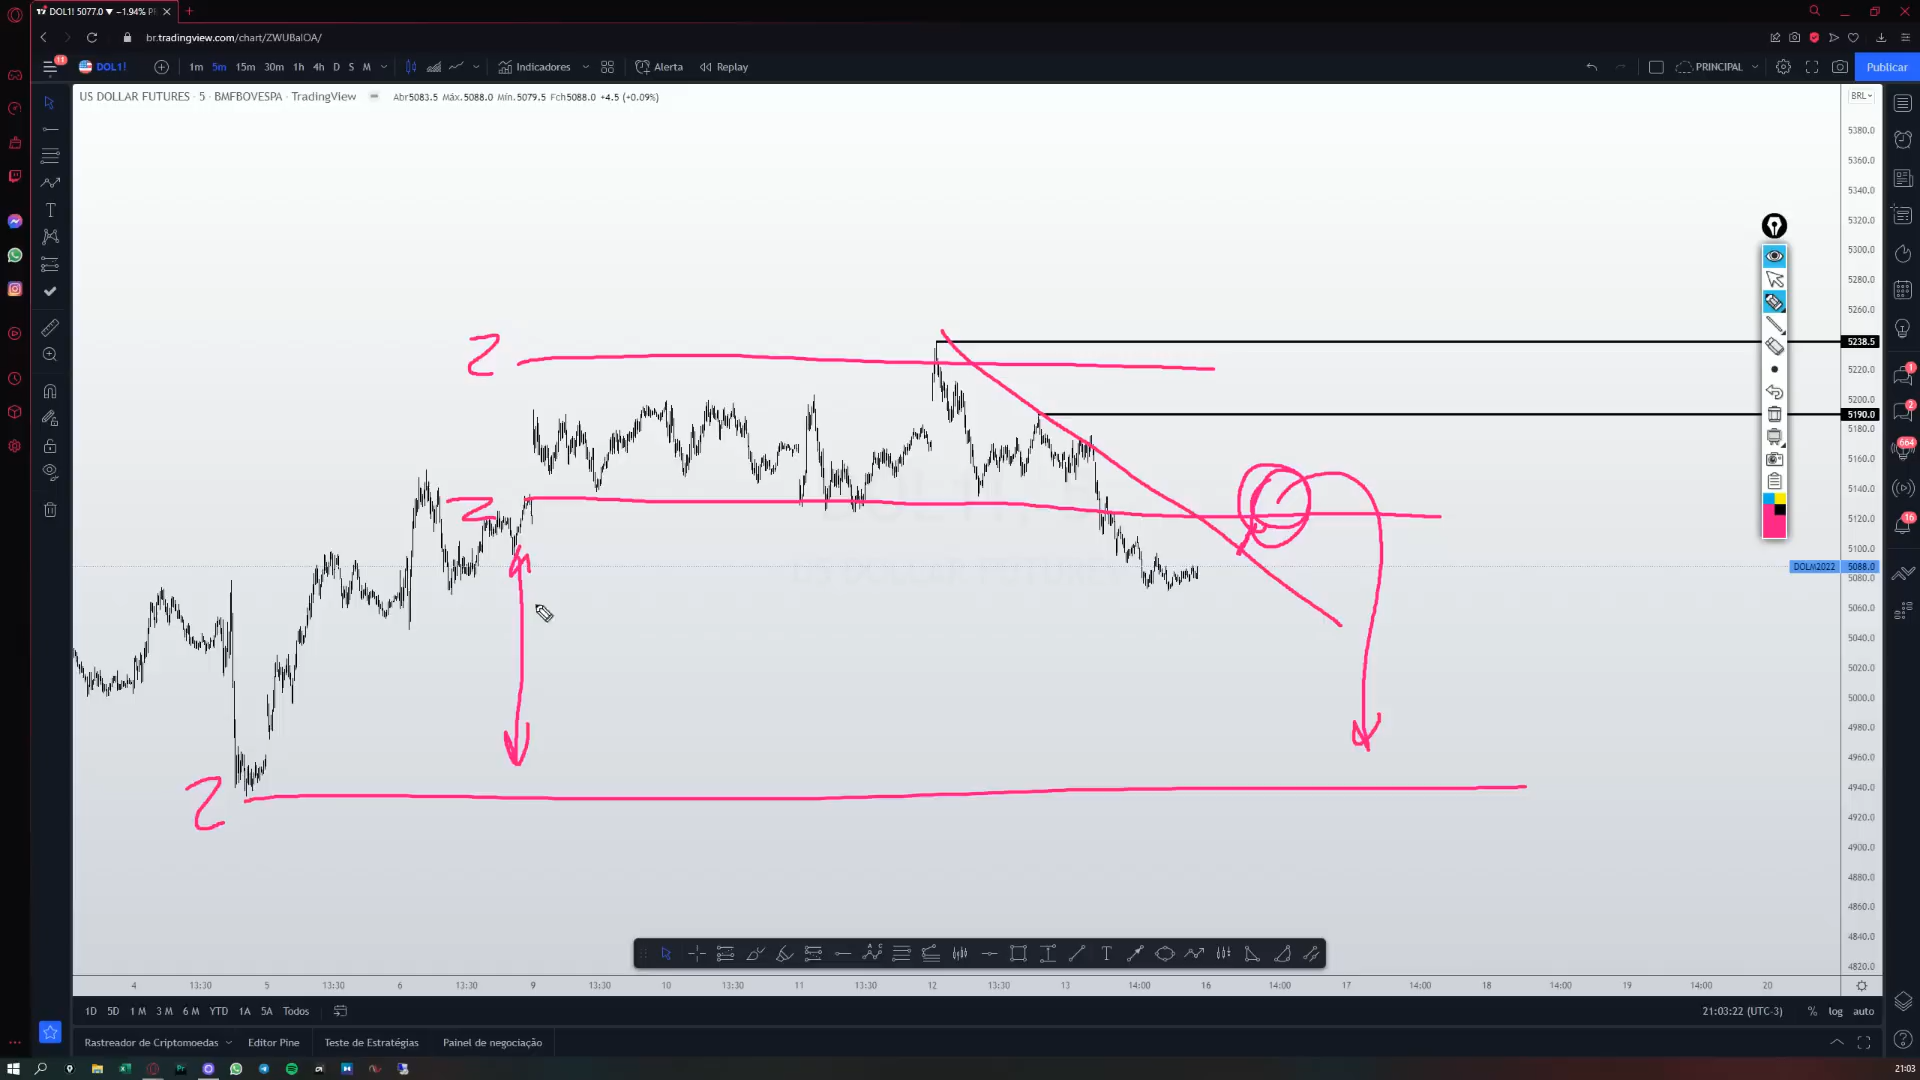 DOL1! 5077.0 ▼ −1.94%
br.tradingview.com/chart/ZWUBalOA/
11
DOL1!
1m 5m 15m 30m 1h 4h D S M
Indicadores
Alerta
Replay
PRINCIPAL
Publicar
US DOLLAR FUTURES · 5 · BMFBOVESPA · TradingView
Abr5083.5 Máx.5088.0 Mín.5079.5 Fch5088.0 +4.5 (+0.09%)
BRL
5380.0
5360.0
5340.0
5320.0
5300.0
5280.0
5260.0
5238.5
5220.0
5200.0
5190.0
5180.0
5160.0
5140.0
5120.0
5100.0
DOLM2022 5088.0
5080.0
5060.0
5040.0
5020.0
5000.0
4980.0
4960.0
4940.0
4920.0
4900.0
4880.0
4860.0
4840.0
4820.0
1
2
664
16
Z
Z
Z
4 13:30 5 13:30 6 13:30 9 13:30 10 13:30 11 13:30 12 13:30 13 14:00 16 14:00 17 14:00 18 14:00 19 14:00 20
1D 5D 1M 3M 6M YTD 1A 5A Todos
21:03:22 (UTC-3) % log auto
Rastreador de Criptomoedas Editor Pine Teste de Estratégias Painel de negociação
21:03